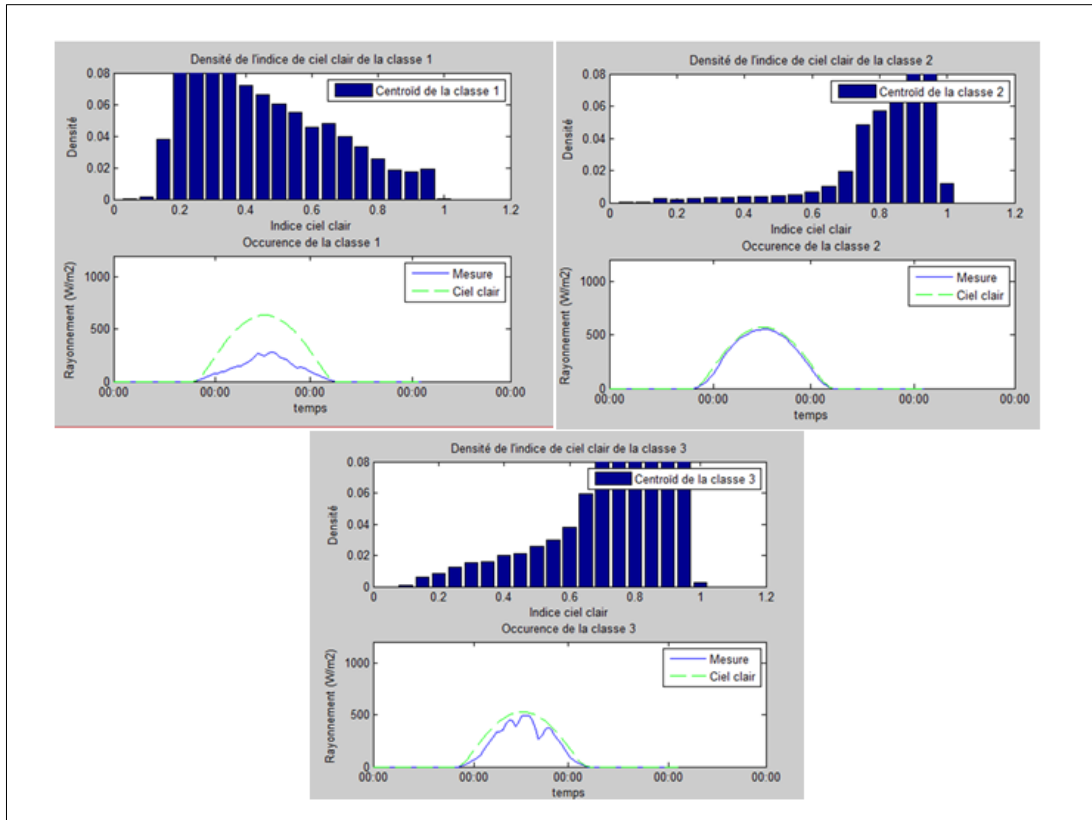 Densité de l'indice de ciel clair de la classe 1
0.08
0.06
0.04
0.02
0
Densité
Centroïd de la classe 1
0.2 0.4 0.6 0.8 1 1.2
Indice ciel clair
Occurence de la classe 1
1000
500
0
Rayonnement (W/m2)
Mesure
Ciel clair
00:00 00:00 00:00 00:00 00:00
temps
Densité de l'indice de ciel clair de la classe 2
0.08
0.06
0.04
0.02
0
Densité
Centroïd de la classe 2
0 0.2 0.4 0.6 0.8 1 1.2
Indice ciel clair
Occurence de la classe 2
1000
500
0
Rayonnement (W/m2)
Mesure
Ciel clair
00:00 00:00 00:00 00:00 00:00
temps
Densité de l'indice de ciel clair de la classe 3
0.08
0.06
0.04
0.02
0
Densité
Centroïd de la classe 3
0 0.2 0.4 0.6 0.8 1 1.2
Indice ciel clair
Occurence de la classe 3
1000
500
0
Rayonnement (W/m2)
Mesure
Ciel clair
00:00 00:00 00:00 00:00 00:00
temps